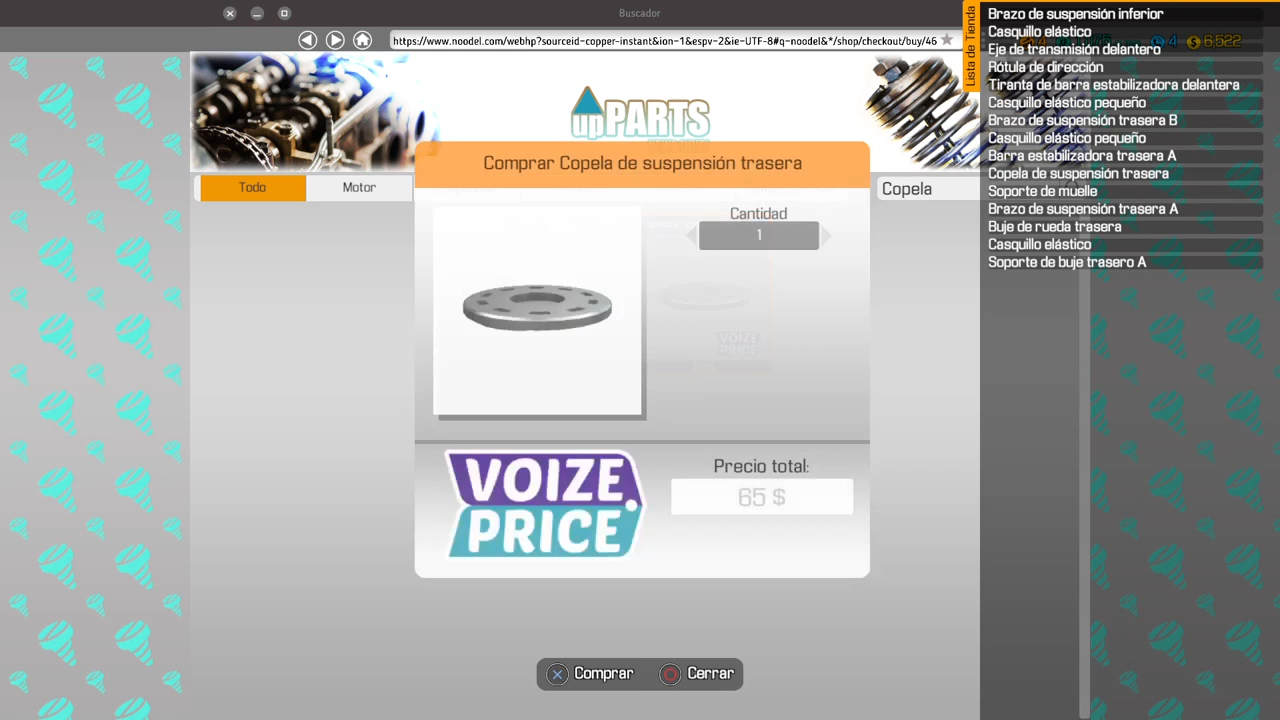 Buscador
https://www.noodel.com/webhp?sourceid-copper-instant&ion-1&espv-2&ie-UTF-8#q-noodel&*/shop/checkout/buy/46
upPARTS
Comprar Copela de suspensión trasera
Todo
Motor
Copela
Cantidad
1
VOIZE
PRICE
VOIZE.
PRICE
Precio total:
65 $
Comprar
Cerrar
Lista de Tienda
4
6 522
Brazo de suspensión inferior
Casquillo elástico
Eje de transmisión delantero
Rótula de dirección
Tiranta de barra estabilizadora delantera
Casquillo elástico pequeño
Brazo de suspensión trasera B
Casquillo elástico pequeño
Barra estabilizadora trasera A
Copela de suspensión trasera
Soporte de muelle
Brazo de suspensión trasera A
Buje de rueda trasera
Casquillo elástico
Soporte de buje trasero A